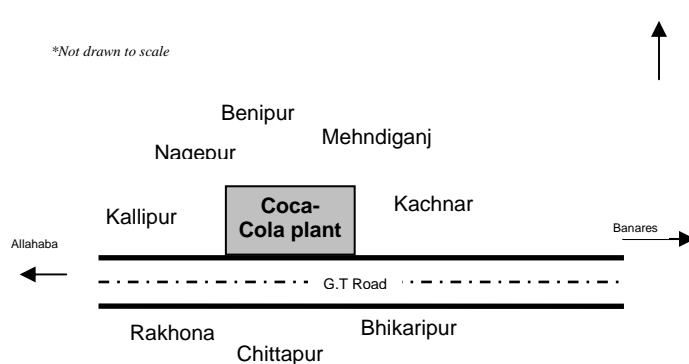 *Not drawn to scale
Benipur
Mehndiganj
Nagepur
Coca-
Cola plant
Kachnar
Kallipur
Banares
Allahaba
G.T Road
Rakhona
Bhikaripur
Chittapur